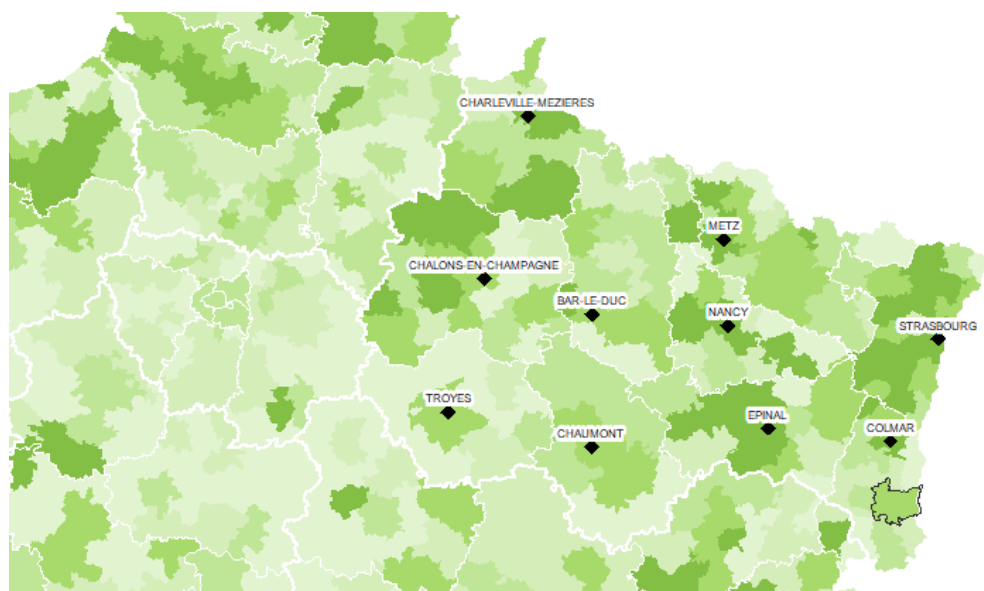 CHARLEVILLE-MEZIERES
METZ
CHALONS-EN-CHAMPAGNE
BAR-LE-DUC
NANCY
STRASBOURG
TROYES
EPINAL
COLMAR
CHAUMONT